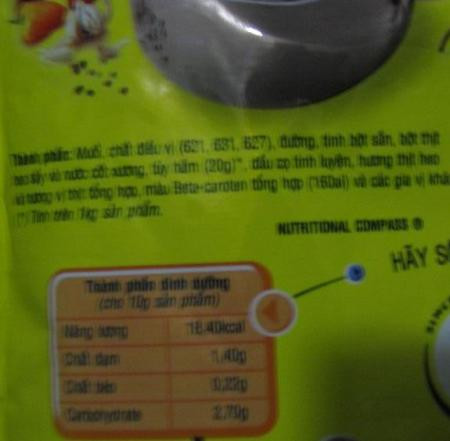 Thành phần: Muối, chất điều vị (621, 631, 627), đường, tinh bột sắn, bột thịt
heo sấy và nước cốt xương, tủy hầm (20g)*, dầu cọ tinh luyện, hương thịt heo
và hương vị thịt tổng hợp, màu Beta-caroten tổng hợp (160ai) và các gia vị khá
(*) Tính trên 1kg sản phẩm.
NUTRITIONAL COMPASS ®
HÃY
Thành phần dinh dưỡng
(cho 10g sản phẩm)
Năng lượng 18,40kcal
Chất đạm 1,40g
Chất béo 0,22g
Carbohydrate 2,70g